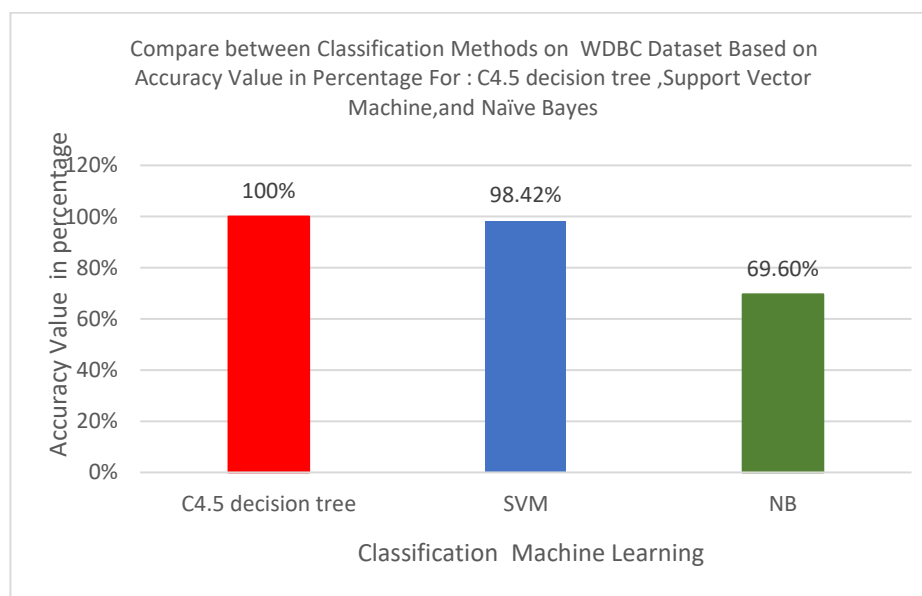 Compare between Classification Methods on WDBC Dataset Based on
Accuracy Value in Percentage For : C4.5 decision tree ,Support Vector
Machine,and Naïve Bayes
Accuracy Value in percentage
120%
100%
80%
60%
40%
20%
0%
100%
98.42%
69.60%
C4.5 decision tree
SVM
NB
Classification Machine Learning